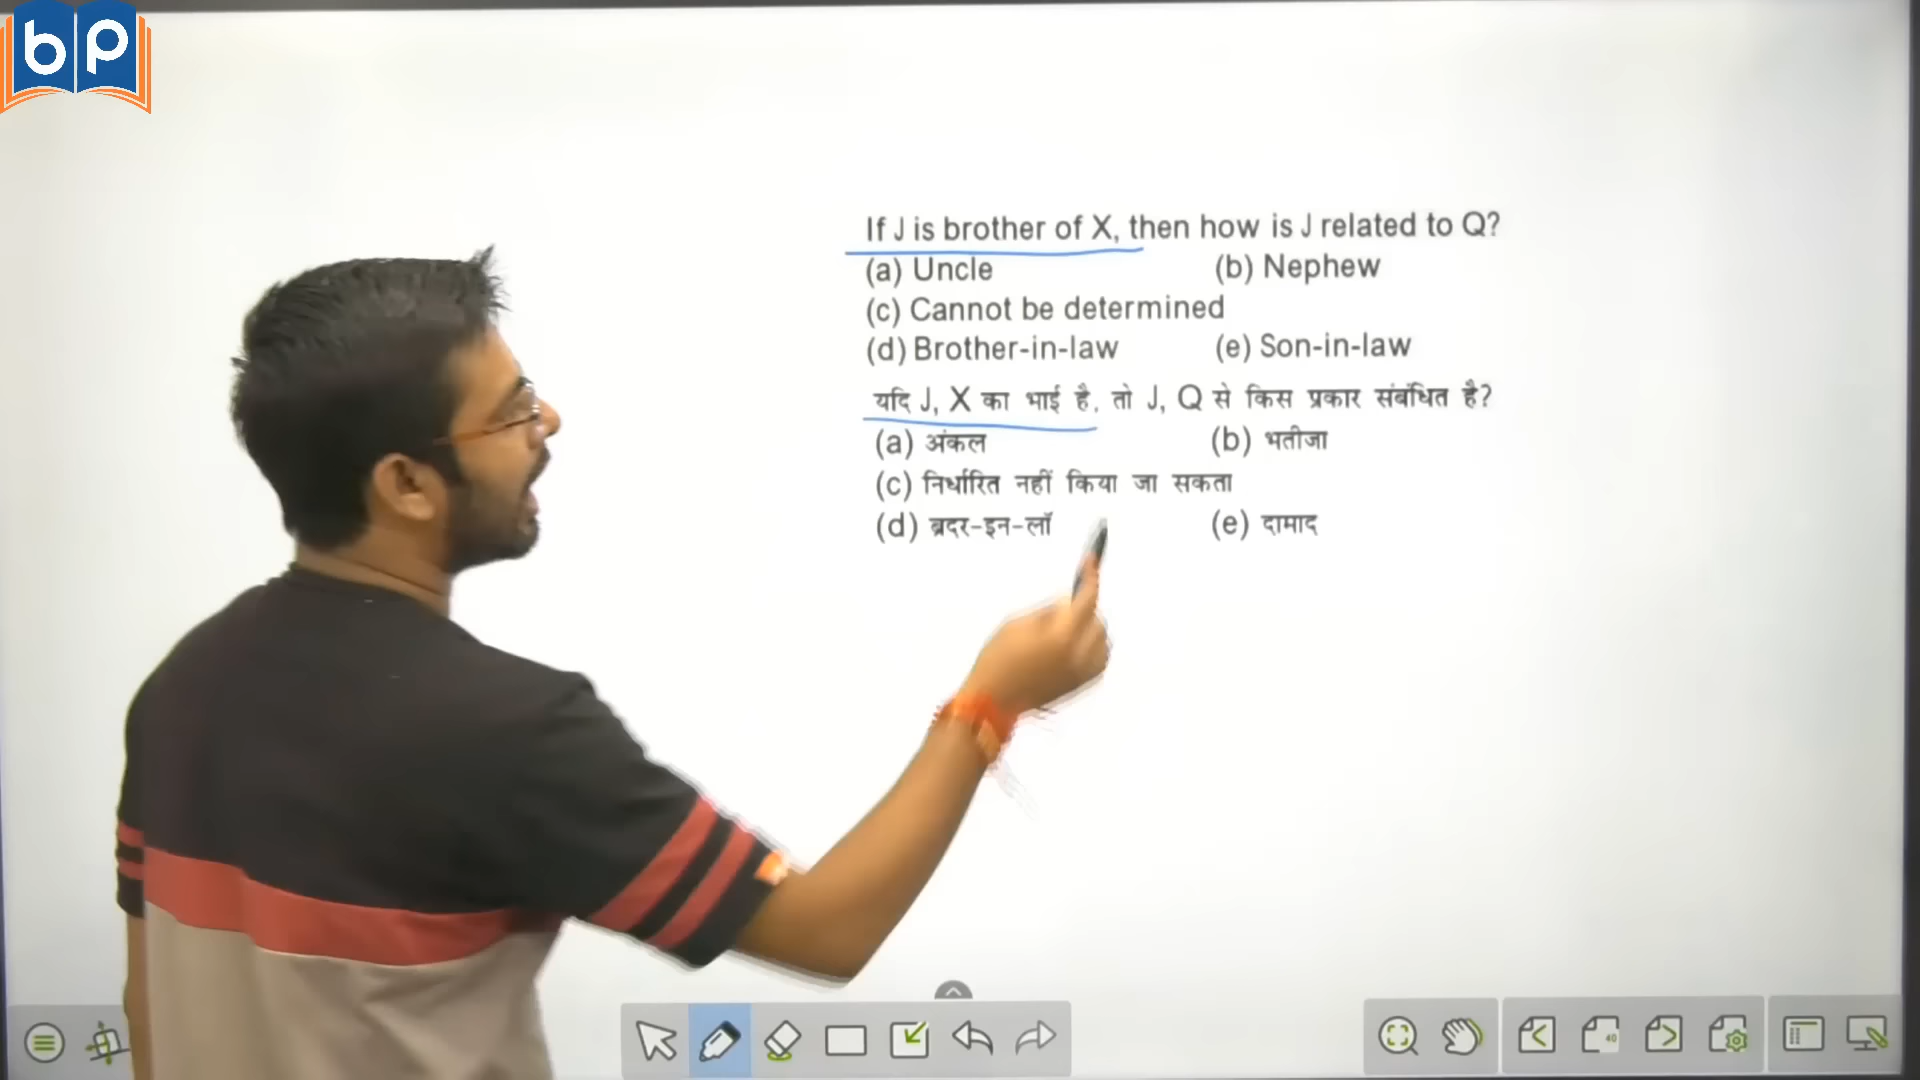 bp
If J is brother of X, then how is J related to Q?
(a) Uncle (b) Nephew
(c) Cannot be determined
(d) Brother-in-law (e) Son-in-law
यदि J, X का भाई है, तो J, Q से किस प्रकार संबंधित है?
(a) अंकल (b) भतीजा
(c) निर्धारित नहीं किया जा सकता
(d) ब्रदर-इन-लॉ (e) दामाद
40